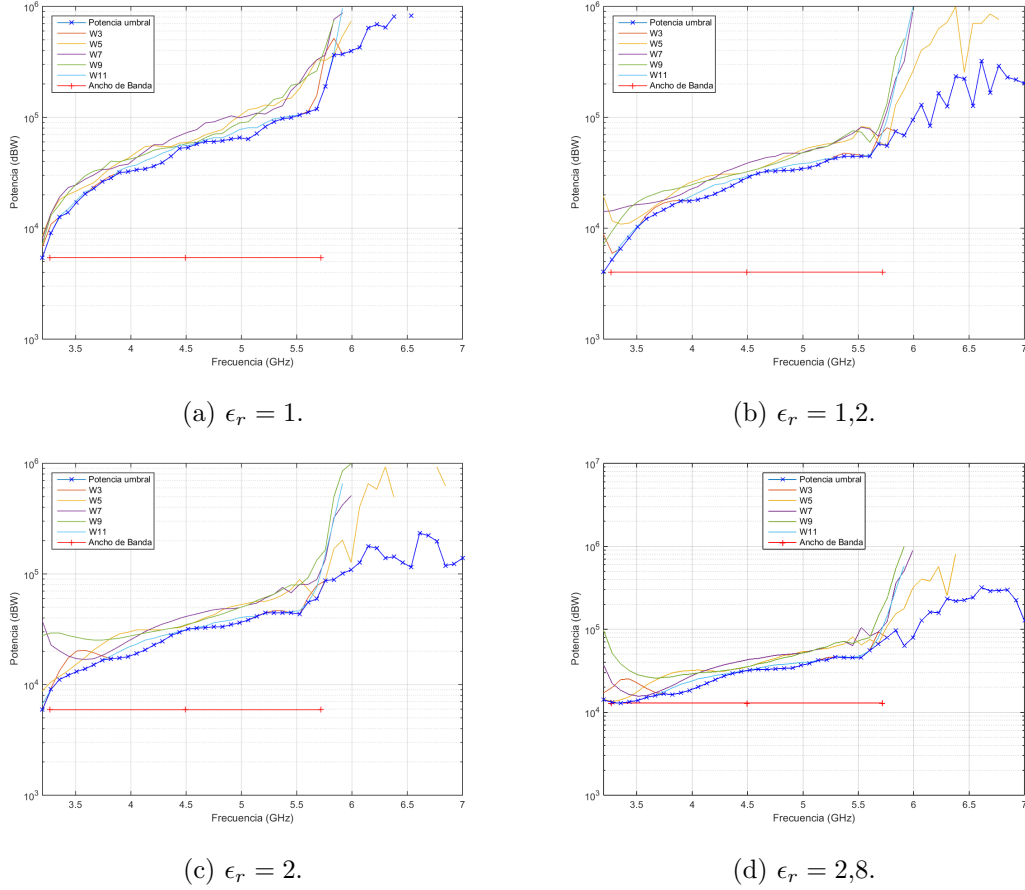 10^6
10^5
10^4
10^3
Potencia (dBW)
Potencia umbral
W3
W5
W7
W9
W11
Ancho de Banda
3.5 4 4.5 5 5.5 6 6.5 7
Frecuencia (GHz)
(a) ϵ_r = 1.
10^6
10^5
10^4
10^3
Potencia (dBW)
Potencia umbral
W3
W5
W7
W9
W11
Ancho de Banda
3.5 4 4.5 5 5.5 6 6.5 7
Frecuencia (GHz)
(b) ϵ_r = 1,2.
10^6
10^5
10^4
10^3
Potencia (dBW)
Potencia umbral
W3
W5
W7
W9
W11
Ancho de Banda
3.5 4 4.5 5 5.5 6 6.5 7
Frecuencia (GHz)
(c) ϵ_r = 2.
10^7
10^6
10^5
10^4
10^3
Potencia (dBW)
Potencia umbral
W3
W5
W7
W9
W11
Ancho de Banda
3.5 4 4.5 5 5.5 6 6.5 7
Frecuencia (GHz)
(d) ϵ_r = 2,8.